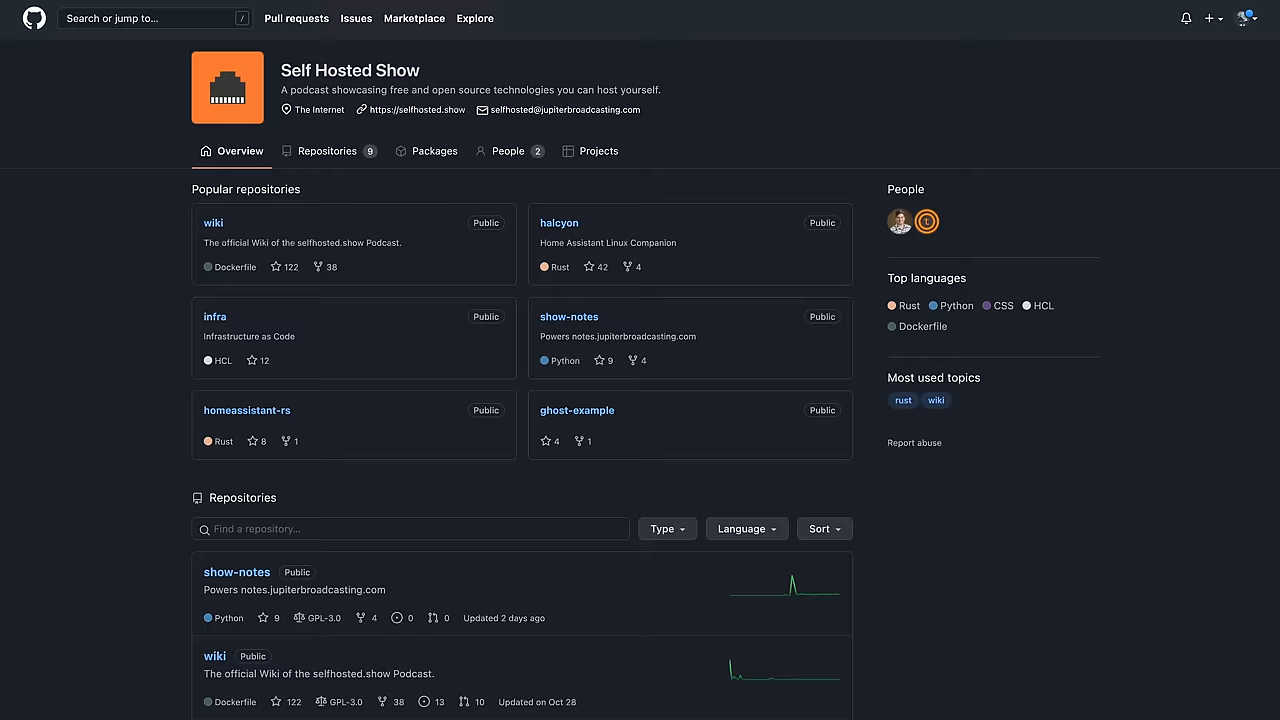 Search or jump to... /
Pull requests Issues Marketplace Explore
Self Hosted Show
A podcast showcasing free and open source technologies you can host yourself.
The Internet https://selfhosted.show selfhosted@jupiterbroadcasting.com
Overview Repositories 9 Packages People 2 Projects
Popular repositories
wiki Public
The official Wiki of the selfhosted.show Podcast.
Dockerfile 122 38
halcyon Public
Home Assistant Linux Companion
Rust 42 4
infra Public
Infrastructure as Code
HCL 12
show-notes Public
Powers notes.jupiterbroadcasting.com
Python 9 4
homeassistant-rs Public
Rust 8 1
ghost-example Public
4 1
People
Top languages
Rust Python CSS HCL
Dockerfile
Most used topics
rust wiki
Report abuse
Repositories
Find a repository...
Type Language Sort
show-notes Public
Powers notes.jupiterbroadcasting.com
Python 9 GPL-3.0 4 0 0 Updated 2 days ago
wiki Public
The official Wiki of the selfhosted.show Podcast.
Dockerfile 122 GPL-3.0 38 13 10 Updated on Oct 28